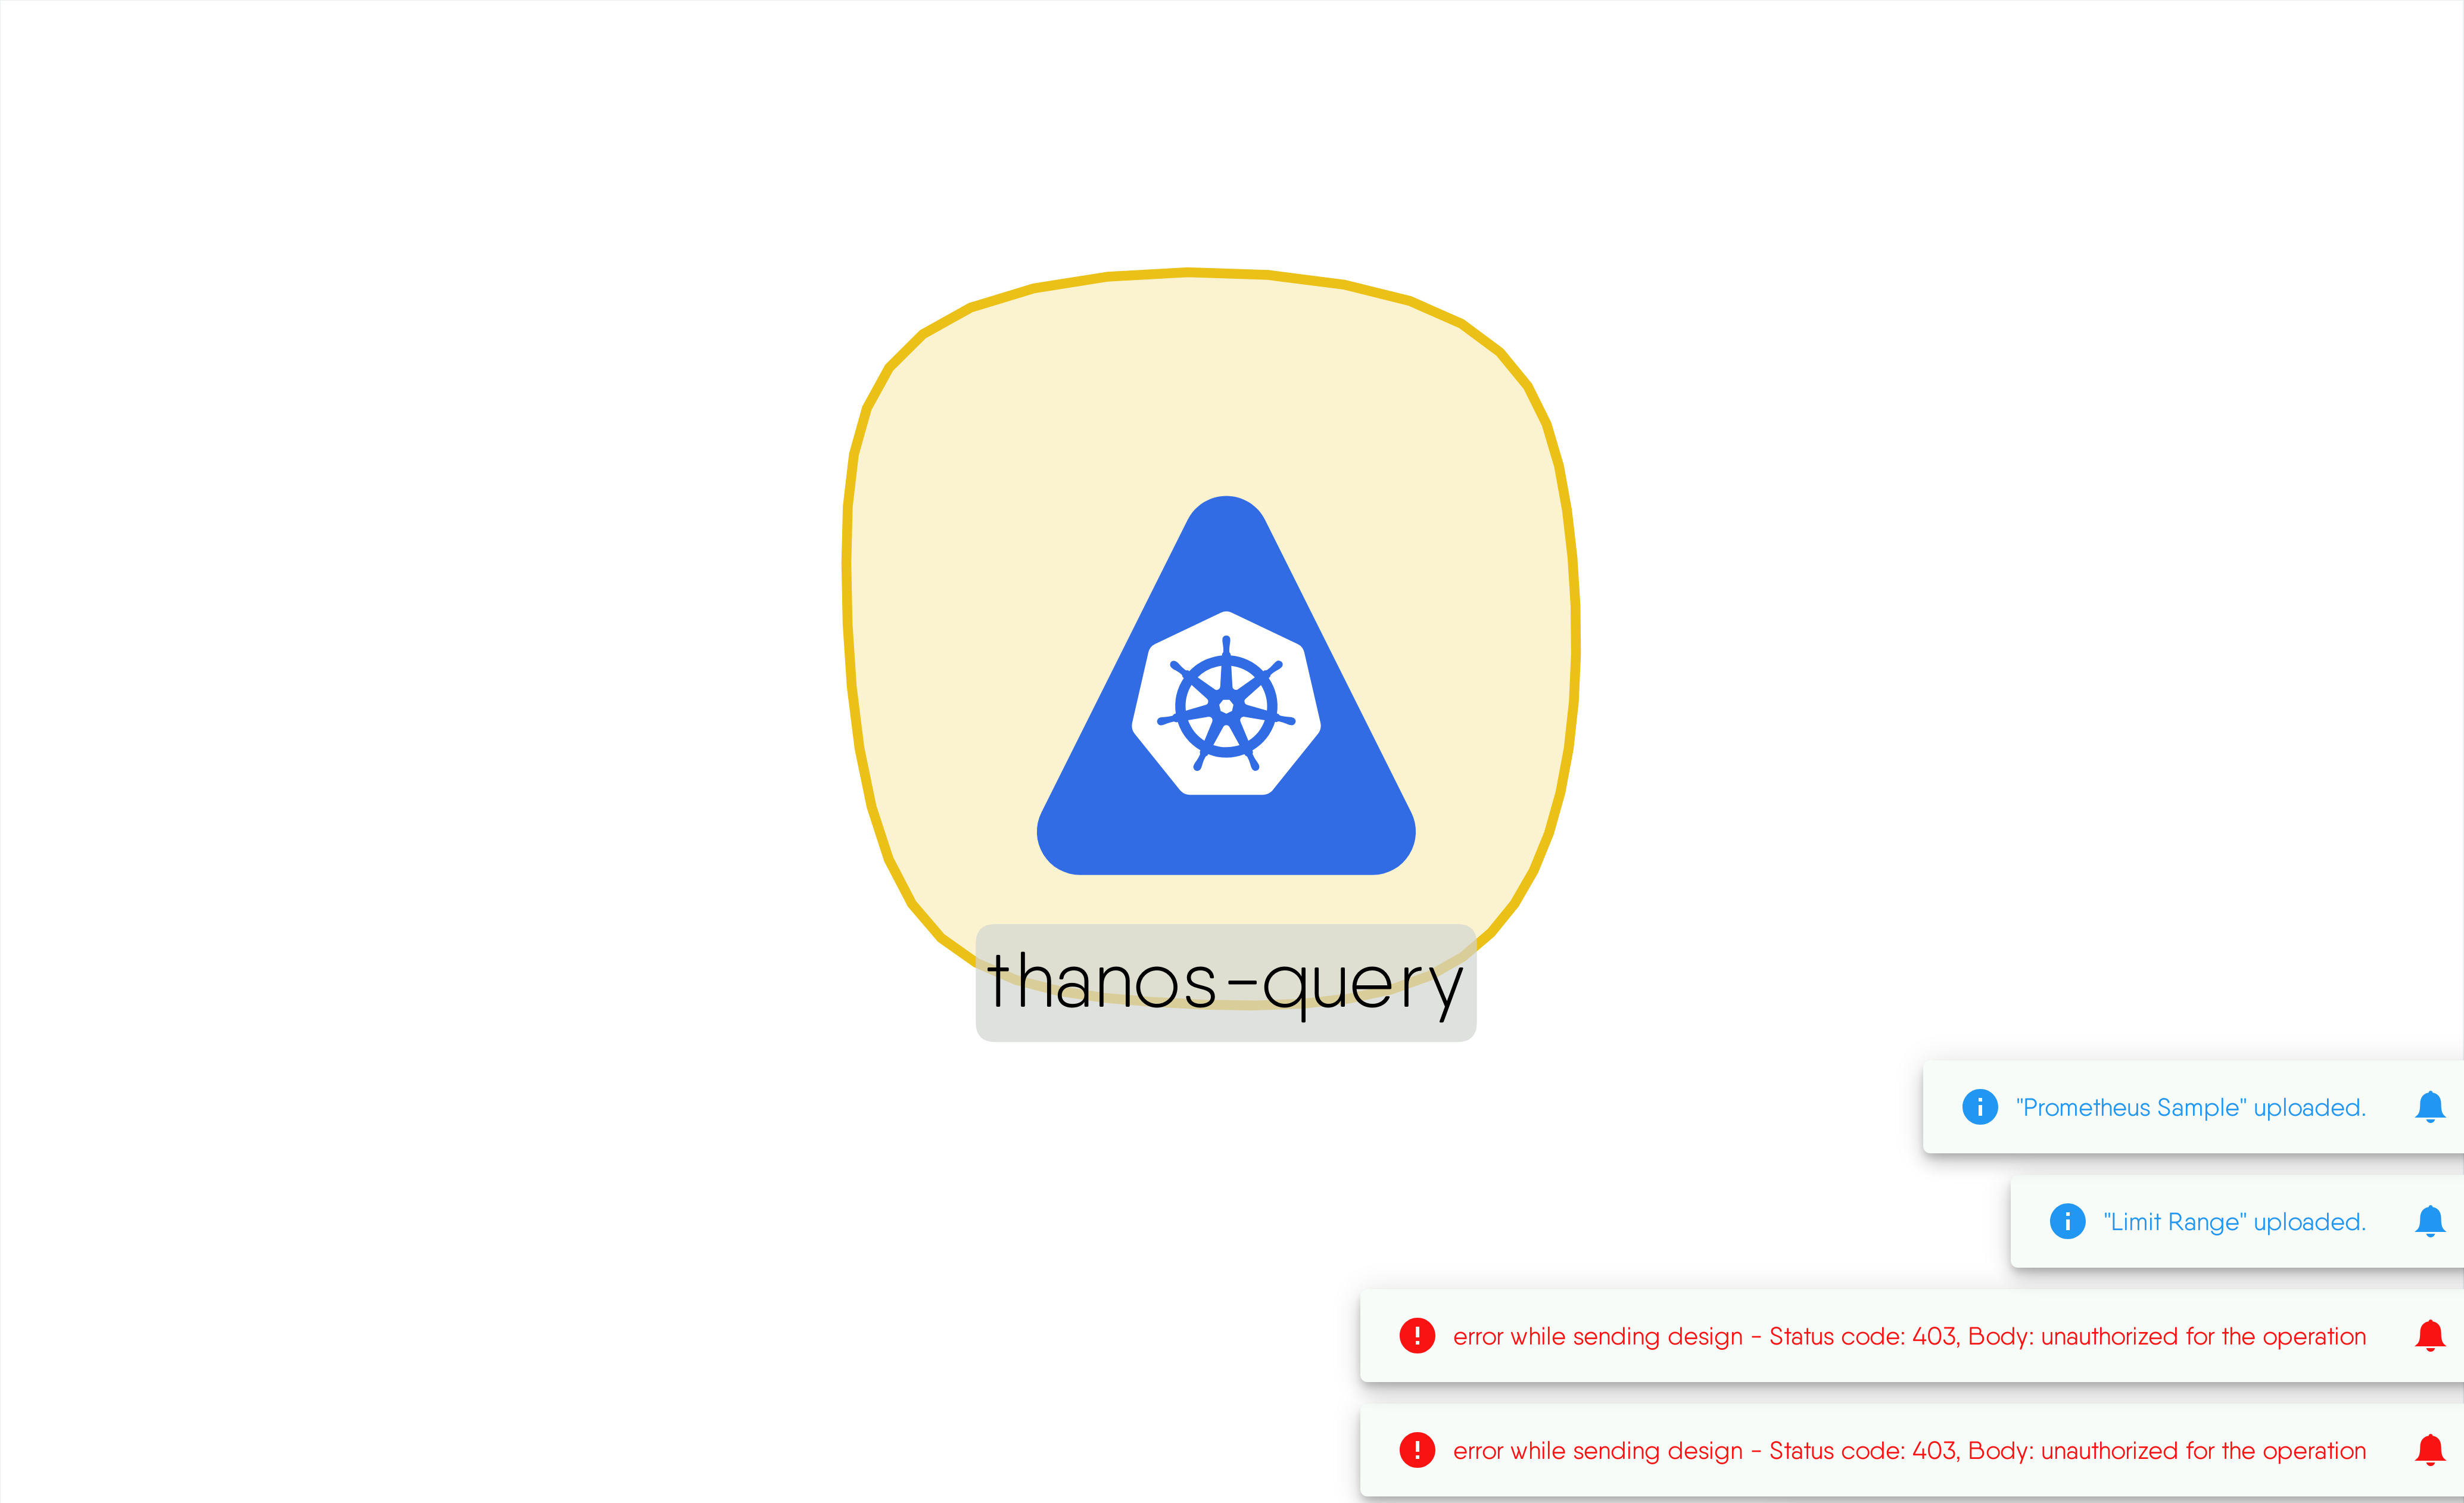 thanos-query
"Prometheus Sample" uploaded.
"Limit Range" uploaded.
error while sending design - Status code: 403, Body: unauthorized for the operation
error while sending design - Status code: 403, Body: unauthorized for the operation